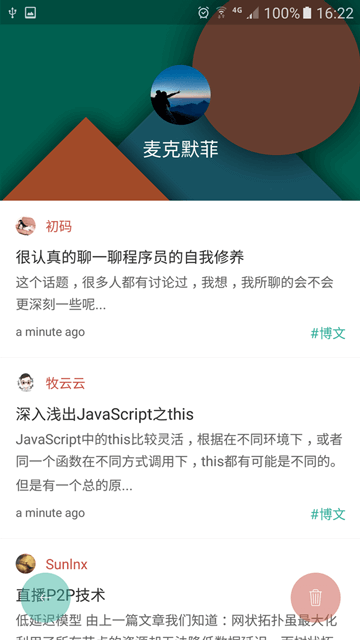 4G 100% 16:22
麦克默菲
初码
很认真的聊一聊程序员的自我修养
这个话题，很多人都有讨论过，我想，我所聊的会不会
更深刻一些呢...
a minute ago #博文
牧云云
深入浅出JavaScript之this
JavaScript中的this比较灵活，根据在不同环境下，或者
同一个函数在不同方式调用下，this都有可能是不同的。
但是有一个总的原...
a minute ago #博文
Sunlnx
直播P2P技术
低延迟模型 由上一篇文章我们知道：网状拓扑虽最大化